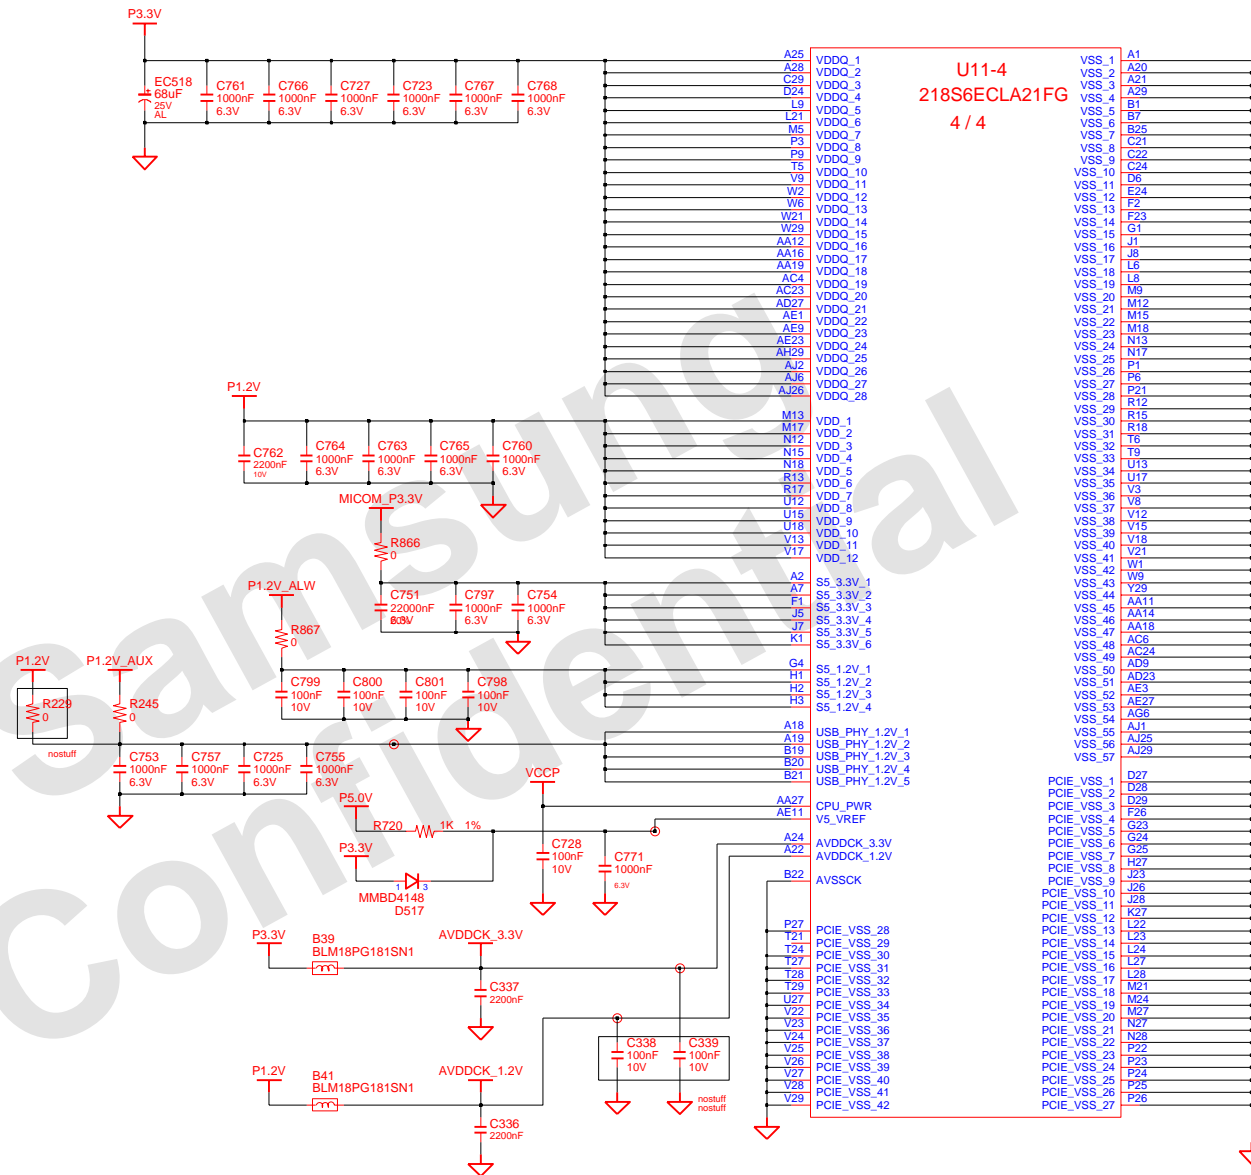 P3.3V
EC518
68uF
25V
AL
C761
1000nF
6.3V
C766
1000nF
6.3V
C727
1000nF
6.3V
C723
1000nF
6.3V
C767
1000nF
6.3V
C768
1000nF
6.3V
U11-4
218S6ECLA21FG
4 / 4
A25 VDDQ_1
A28 VDDQ_2
C29 VDDQ_3
D24 VDDQ_4
L9 VDDQ_5
L21 VDDQ_6
M5 VDDQ_7
P3 VDDQ_8
P9 VDDQ_9
T5 VDDQ_10
V9 VDDQ_11
W2 VDDQ_12
W6 VDDQ_13
W21 VDDQ_14
W29 VDDQ_15
AA12 VDDQ_16
AA16 VDDQ_17
AA19 VDDQ_18
AC4 VDDQ_19
AC23 VDDQ_20
AD27 VDDQ_21
AE1 VDDQ_22
AE9 VDDQ_23
AE23 VDDQ_24
AH29 VDDQ_25
AJ2 VDDQ_26
AJ6 VDDQ_27
AJ26 VDDQ_28
P1.2V
C762
2200nF
10V
C764
1000nF
6.3V
C763
1000nF
6.3V
C765
1000nF
6.3V
C760
1000nF
6.3V
M13 VDD_1
M17 VDD_2
N12 VDD_3
N15 VDD_4
N18 VDD_5
R13 VDD_6
R17 VDD_7
U12 VDD_8
U15 VDD_9
U18 VDD_10
V13 VDD_11
V17 VDD_12
MICOM_P3.3V
R866
0
C751
22000nF
6.3V
C797
1000nF
6.3V
C754
1000nF
6.3V
A2 S5_3.3V_1
A7 S5_3.3V_2
F1 S5_3.3V_3
J5 S5_3.3V_4
J7 S5_3.3V_5
K1 S5_3.3V_6
P1.2V_ALW
R867
0
C799
100nF
10V
C800
100nF
10V
C801
100nF
10V
C798
100nF
10V
G4 S5_1.2V_1
H1 S5_1.2V_2
H2 S5_1.2V_3
H3 S5_1.2V_4
P1.2V
R229
0
nostuff
P1.2V_AUX
R245
0
C753
1000nF
6.3V
C757
1000nF
6.3V
C725
1000nF
6.3V
C755
1000nF
6.3V
A18 USB_PHY_1.2V_1
A19 USB_PHY_1.2V_2
B19 USB_PHY_1.2V_3
B20 USB_PHY_1.2V_4
B21 USB_PHY_1.2V_5
VCCP
AA27 CPU_PWR
AE11 V5_VREF
P5.0V
R720 1K 1%
P3.3V
1 3
MMBD4148
D517
C728
100nF
10V
C771
1000nF
6.3V
A24 AVDDCK_3.3V
A22 AVDDCK_1.2V
B22 AVSSCK
P3.3V
B39
BLM18PG181SN1
AVDDCK_3.3V
C337
2200nF
P1.2V
B41
BLM18PG181SN1
AVDDCK_1.2V
C336
2200nF
C338
100nF
10V
C339
100nF
10V
nostuff
nostuff
P27 PCIE_VSS_28
T21 PCIE_VSS_29
T24 PCIE_VSS_30
T27 PCIE_VSS_31
T28 PCIE_VSS_32
T29 PCIE_VSS_33
U27 PCIE_VSS_34
V22 PCIE_VSS_35
V23 PCIE_VSS_36
V24 PCIE_VSS_37
V25 PCIE_VSS_38
V26 PCIE_VSS_39
V27 PCIE_VSS_40
V28 PCIE_VSS_41
V29 PCIE_VSS_42
VSS_1 A1
VSS_2 A20
VSS_3 A21
VSS_4 A29
VSS_5 B1
VSS_6 B7
VSS_7 B25
VSS_8 C21
VSS_9 C22
VSS_10 C24
VSS_11 D6
VSS_12 E24
VSS_13 F2
VSS_14 F23
VSS_15 G1
VSS_16 J1
VSS_17 J8
VSS_18 L6
VSS_19 L8
VSS_20 M9
VSS_21 M12
VSS_22 M15
VSS_23 M18
VSS_24 N13
VSS_25 N17
VSS_26 P1
VSS_27 P6
VSS_28 P21
VSS_29 R12
VSS_30 R15
VSS_31 R18
VSS_32 T6
VSS_33 T9
VSS_34 U13
VSS_35 U17
VSS_36 V3
VSS_37 V8
VSS_38 V12
VSS_39 V15
VSS_40 V18
VSS_41 V21
VSS_42 W1
VSS_43 W9
VSS_44 Y29
VSS_45 AA11
VSS_46 AA14
VSS_47 AA18
VSS_48 AC6
VSS_49 AC24
VSS_50 AD9
VSS_51 AD23
VSS_52 AE3
VSS_53 AE27
VSS_54 AG6
VSS_55 AJ1
VSS_56 AJ25
VSS_57 AJ29
PCIE_VSS_1 D27
PCIE_VSS_2 D28
PCIE_VSS_3 D29
PCIE_VSS_4 F26
PCIE_VSS_5 G23
PCIE_VSS_6 G24
PCIE_VSS_7 G25
PCIE_VSS_8 H27
PCIE_VSS_9 J23
PCIE_VSS_10 J26
PCIE_VSS_11 J28
PCIE_VSS_12 K27
PCIE_VSS_13 L22
PCIE_VSS_14 L23
PCIE_VSS_15 L24
PCIE_VSS_16 L27
PCIE_VSS_17 L28
PCIE_VSS_18 M21
PCIE_VSS_19 M24
PCIE_VSS_20 M27
PCIE_VSS_21 N27
PCIE_VSS_22 N28
PCIE_VSS_23 P22
PCIE_VSS_24 P23
PCIE_VSS_25 P24
PCIE_VSS_26 P25
PCIE_VSS_27 P26
Samsung
Confidential